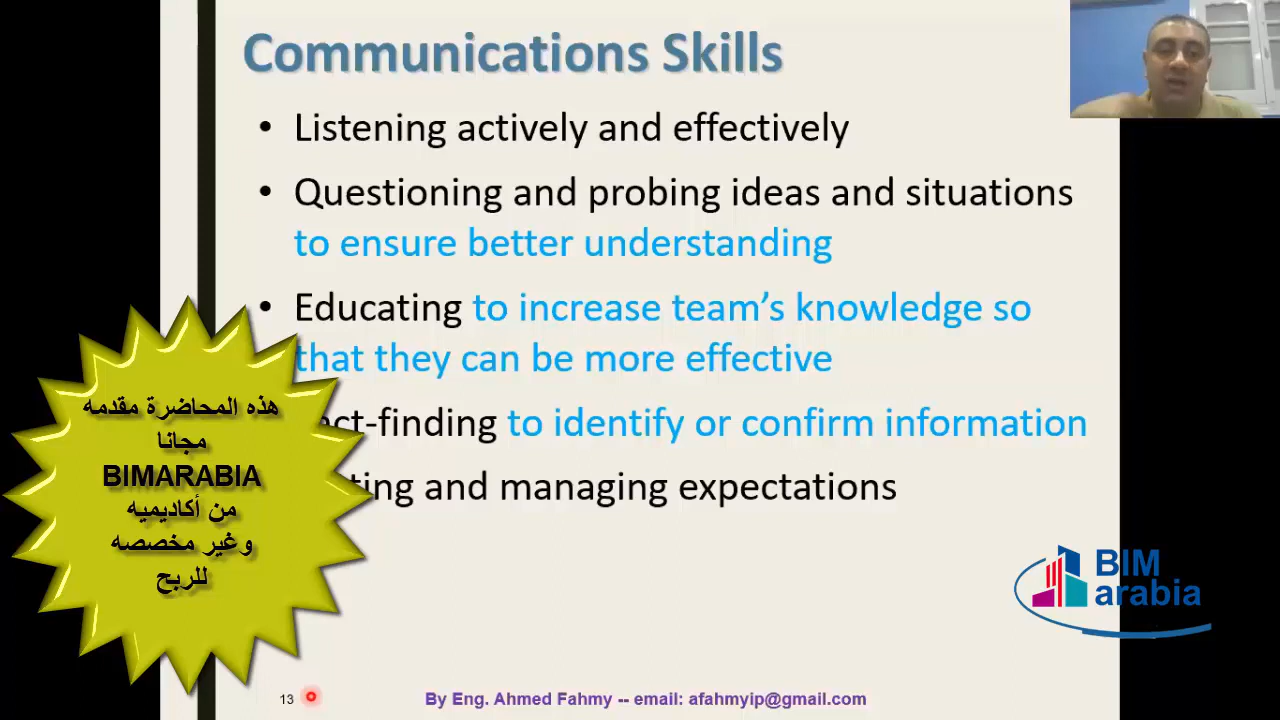 Communications Skills
• Listening actively and effectively
• Questioning and probing ideas and situations
to ensure better understanding
• Educating to increase team's knowledge so
that they can be more effective
ct-finding to identify or confirm information
ting and managing expectations
هذه المحاضرة مقدمه
مجانا
BIMARABIA
من أكاديميه
وغير مخصصه
للربح
BIM
arabia
13
By Eng. Ahmed Fahmy -- email: afahmyip@gmail.com